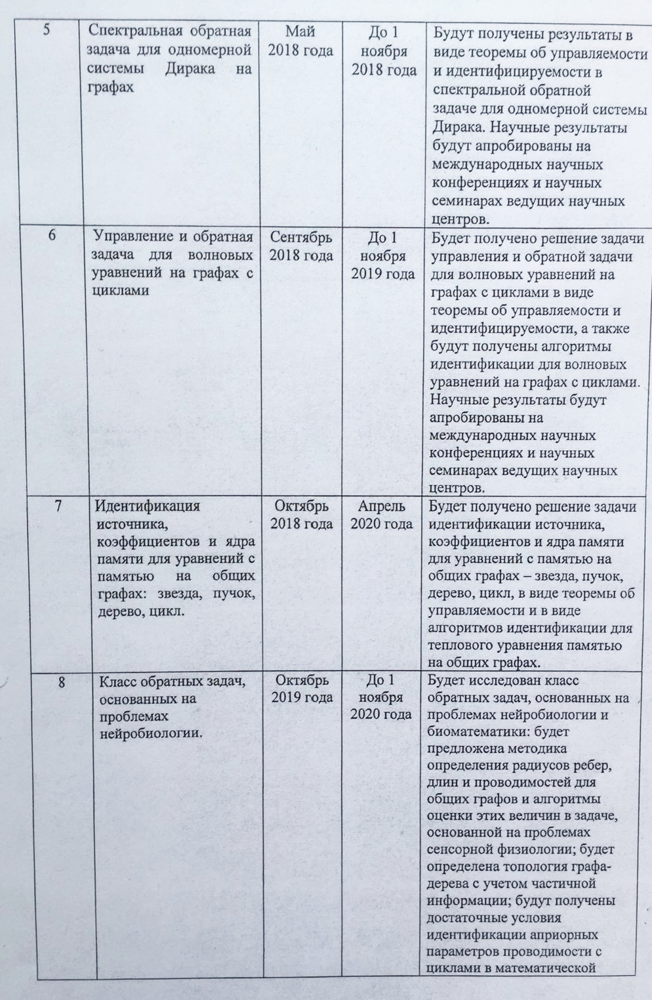 5
Спектральная обратная
задача для одномерной
системы Дирака на
графах
Май
2018 года
До 1
ноября
2018 года
Будут получены результаты в
виде теоремы об управляемости
и идентифицируемости в
спектральной обратной
задаче для одномерной системы
Дирака. Научные результаты
будут апробированы на
международных научных
конференциях и научных
семинарах ведущих научных
центров.
6
Управление и обратная
задача для волновых
уравнений на графах с
циклами
Сентябрь
2018 года
До 1
ноября
2019 года
Будет получено решение задачи
управления и обратной задачи
для волновых уравнений на
графах с циклами в виде
теоремы об управляемости и
идентифицируемости, а также
будут получены алгоритмы
идентификации для волновых
уравнений на графах с циклами.
Научные результаты будут
апробированы на
международных научных
конференциях и научных
семинарах ведущих научных
центров.
7
Идентификация
источника,
коэффициентов и ядра
памяти для уравнений с
памятью на общих
графах: звезда, пучок,
дерево, цикл.
Октябрь
2018 года
Апрель
2020 года
Будет получено решение задачи
идентификации источника,
коэффициентов и ядра памяти
для уравнений с памятью на
общих графах – звезда, пучок,
дерево, цикл, в виде теоремы об
управляемости и в виде
алгоритмов идентификации для
теплового уравнения памятью
на общих графах.
8
Класс обратных задач,
основанных на
проблемах
нейробиологии.
Октябрь
2019 года
До 1
ноября
2020 года
Будет исследован класс
обратных задач, основанных на
проблемах нейробиологии и
биоматематики: будет
предложена методика
определения радиусов ребер,
длин и проводимостей для
общих графов и алгоритмы
оценки этих величин в задаче,
основанной на проблемах
сенсорной физиологии; будет
определена топология графа-
дерева с учетом частичной
информации; будут получены
достаточные условия
идентификации априорных
параметров проводимости с
циклами в математической